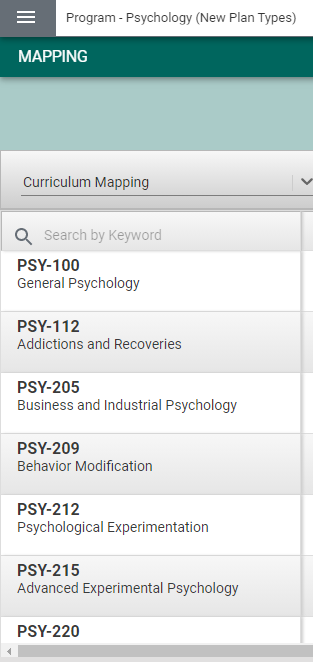 Program - Psychology (New Plan Types)
MAPPING
Curriculum Mapping
Search by Keyword
PSY-100
General Psychology
PSY-112
Addictions and Recoveries
PSY-205
Business and Industrial Psychology
PSY-209
Behavior Modification
PSY-212
Psychological Experimentation
PSY-215
Advanced Experimental Psychology
PSY-220